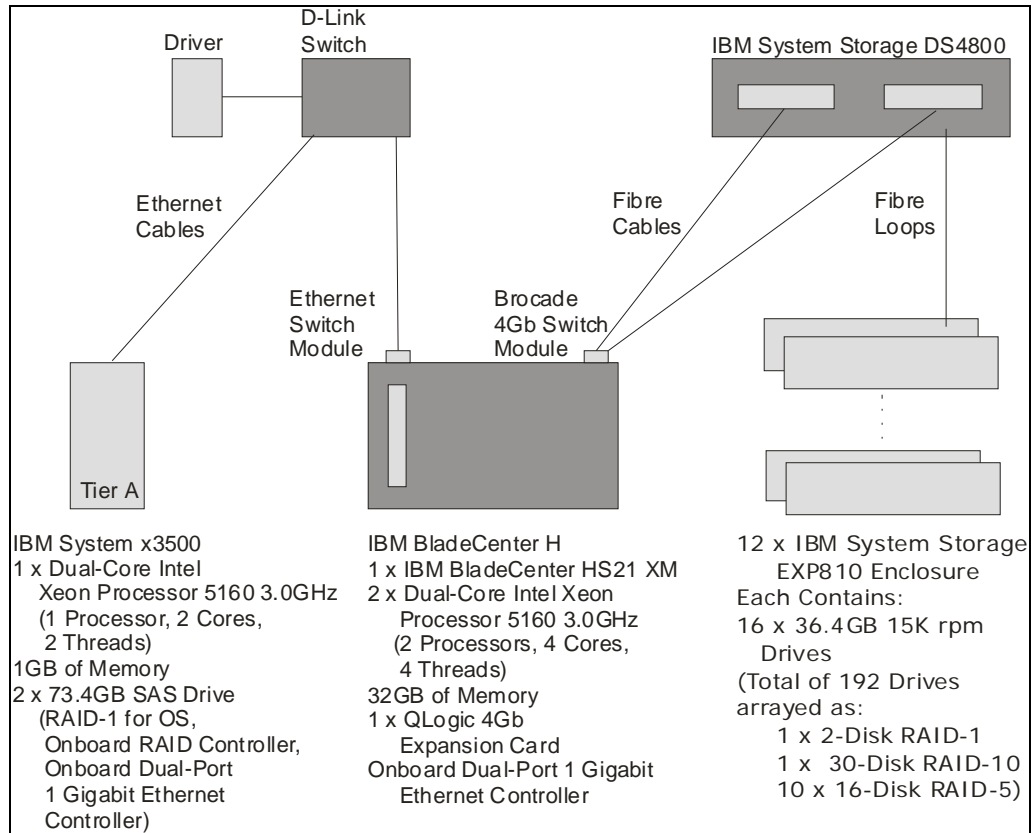 Driver
D-Link
Switch
IBM System Storage DS4800
Ethernet
Cables
Fibre
Cables
Fibre
Loops
Ethernet
Switch
Module
Brocade
4Gb Switch
Module
Tier A
IBM System x3500
1 x Dual-Core Intel
Xeon Processor 5160 3.0GHz
(1 Processor, 2 Cores,
2 Threads)
1GB of Memory
2 x 73.4GB SAS Drive
(RAID-1 for OS,
Onboard RAID Controller,
Onboard Dual-Port
1 Gigabit Ethernet
Controller)
IBM BladeCenter H
1 x IBM BladeCenter HS21 XM
2 x Dual-Core Intel Xeon
Processor 5160 3.0GHz
(2 Processors, 4 Cores,
4 Threads)
32GB of Memory
1 x QLogic 4Gb
Expansion Card
Onboard Dual-Port 1 Gigabit
Ethernet Controller
12 x IBM System Storage
EXP810 Enclosure
Each Contains:
16 x 36.4GB 15K rpm
Drives
(Total of 192 Drives
arrayed as:
1 x 2-Disk RAID-1
1 x 30-Disk RAID-10
10 x 16-Disk RAID-5)